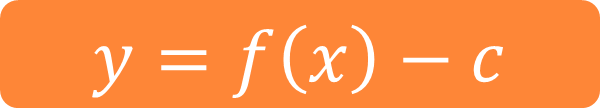 y = f(x) − c